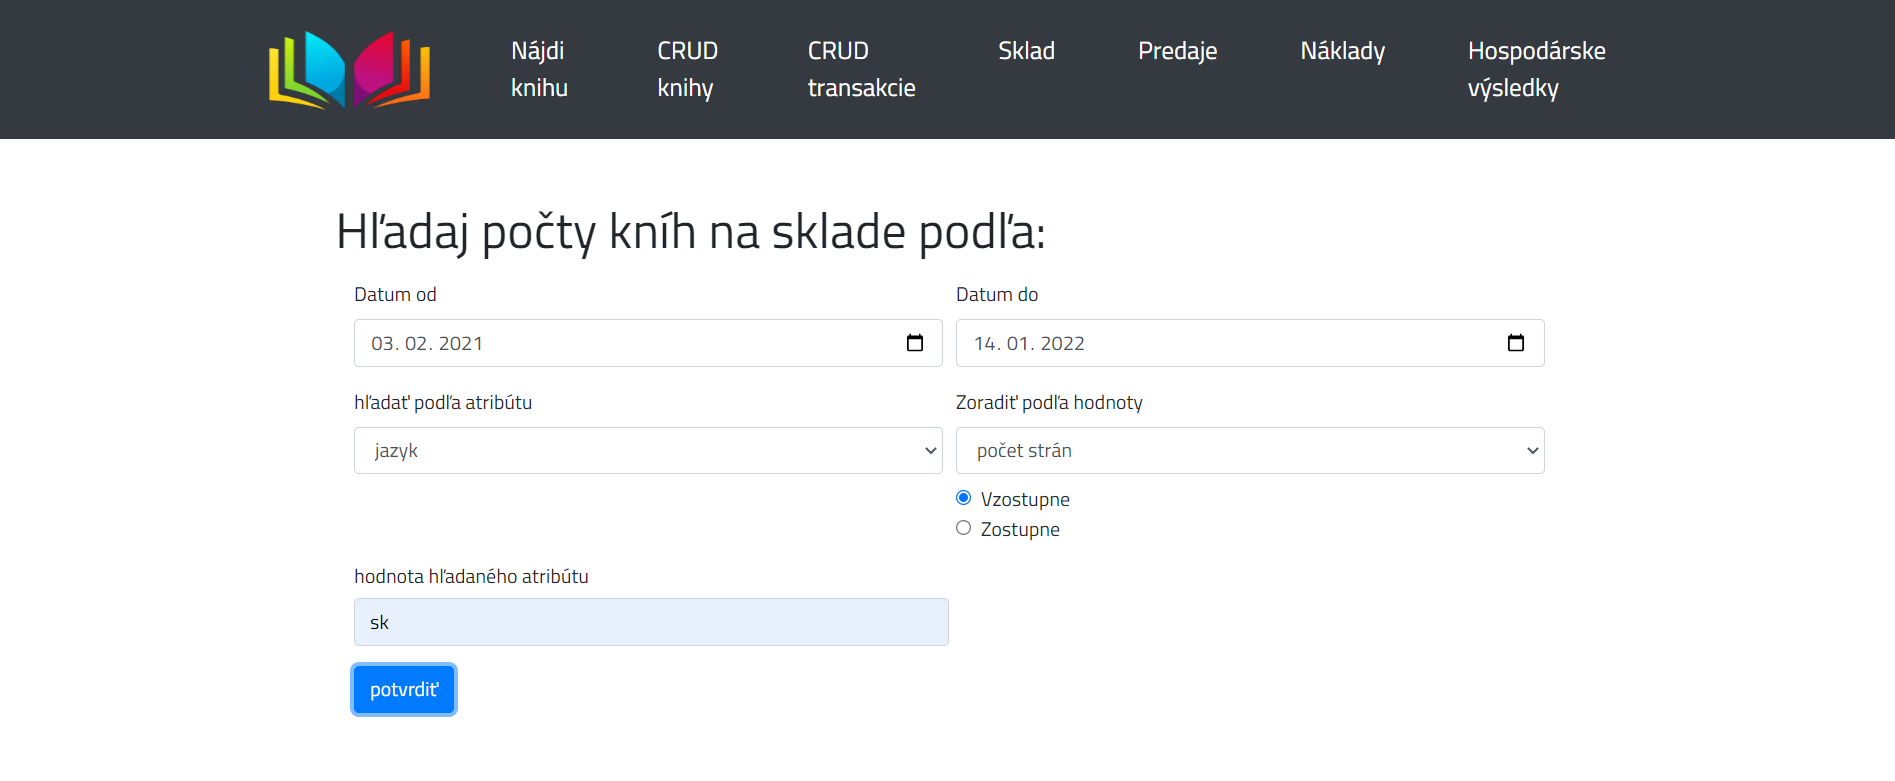 Nájdi knihu
CRUD knihy
CRUD transakcie
Sklad
Predaje
Náklady
Hospodárske výsledky
Hľadaj počty kníh na sklade podľa:
Datum od
Datum do
03. 02. 2021
14. 01. 2022
hľadať podľa atribútu
Zoradiť podľa hodnoty
jazyk
počet strán
Vzostupne
Zostupne
hodnota hľadaného atribútu
sk
potvrdiť